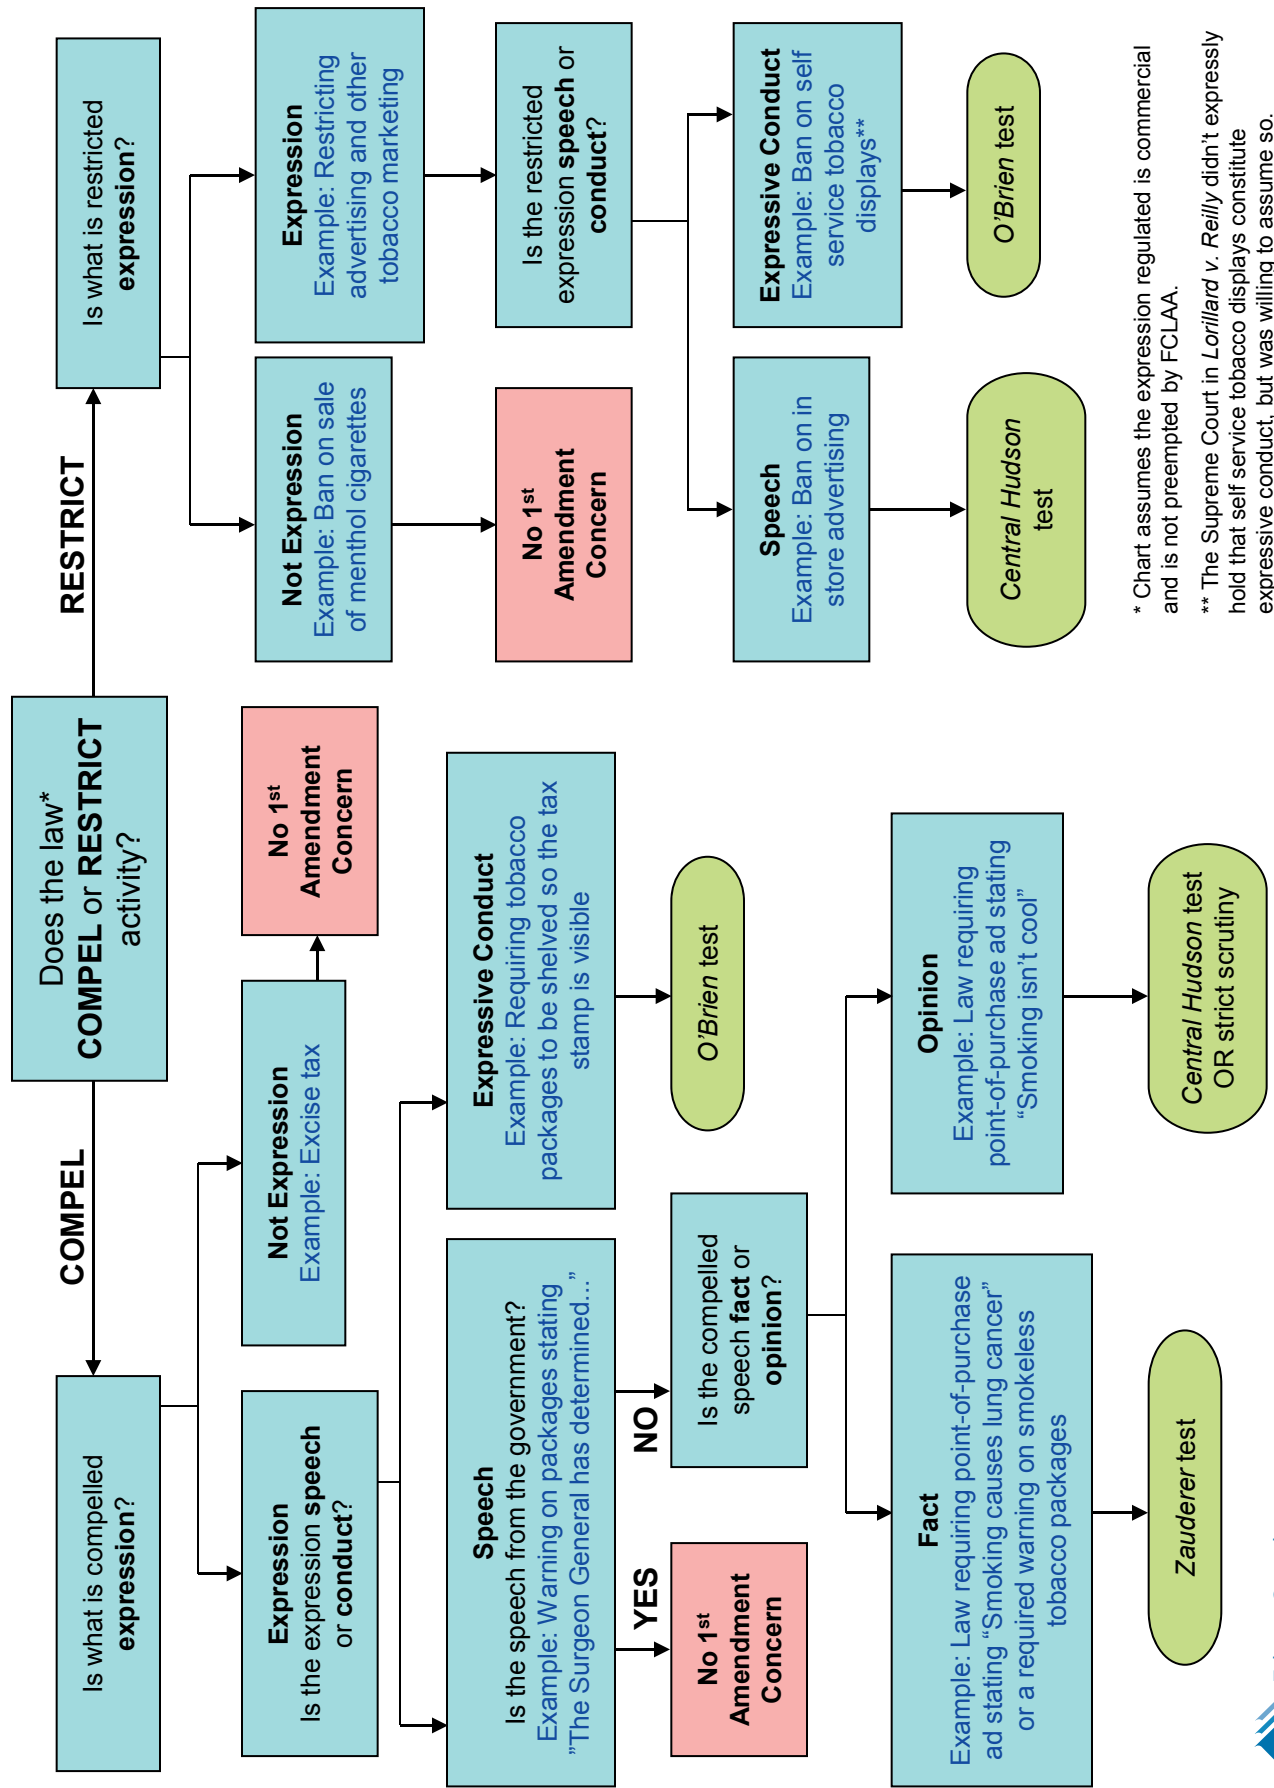 Does the law*
COMPEL or RESTRICT
activity?
COMPEL
RESTRICT
Is what is compelled
expression?
Expression
Is the expression speech
or conduct?
Not Expression
Example: Excise tax
No 1st
Amendment
Concern
Speech
Is the speech from the government?
Example: Warning on packages stating
”The Surgeon General has determined…”
Expressive Conduct
Example: Requiring tobacco
packages to be shelved so the tax
stamp is visible
YES
NO
No 1st
Amendment
Concern
Is the compelled
speech fact or
opinion?
O’Brien test
Fact
Example: Law requiring point-of-purchase
ad stating “Smoking causes lung cancer”
or a required warning on smokeless
tobacco packages
Opinion
Example: Law requiring
point-of-purchase ad stating
“Smoking isn’t cool”
Zauderer test
Central Hudson test
OR strict scrutiny
Is what is restricted
expression?
Not Expression
Example: Ban on sale
of menthol cigarettes
Expression
Example: Restricting
advertising and other
tobacco marketing
No 1st
Amendment
Concern
Is the restricted
expression speech or
conduct?
Speech
Example: Ban on in
store advertising
Expressive Conduct
Example: Ban on self
service tobacco
displays**
Central Hudson
test
O’Brien test
* Chart assumes the expression regulated is commercial
and is not preempted by FCLAA.
** The Supreme Court in Lorillard v. Reilly didn’t expressly
hold that self service tobacco displays constitute
expressive conduct, but was willing to assume so.